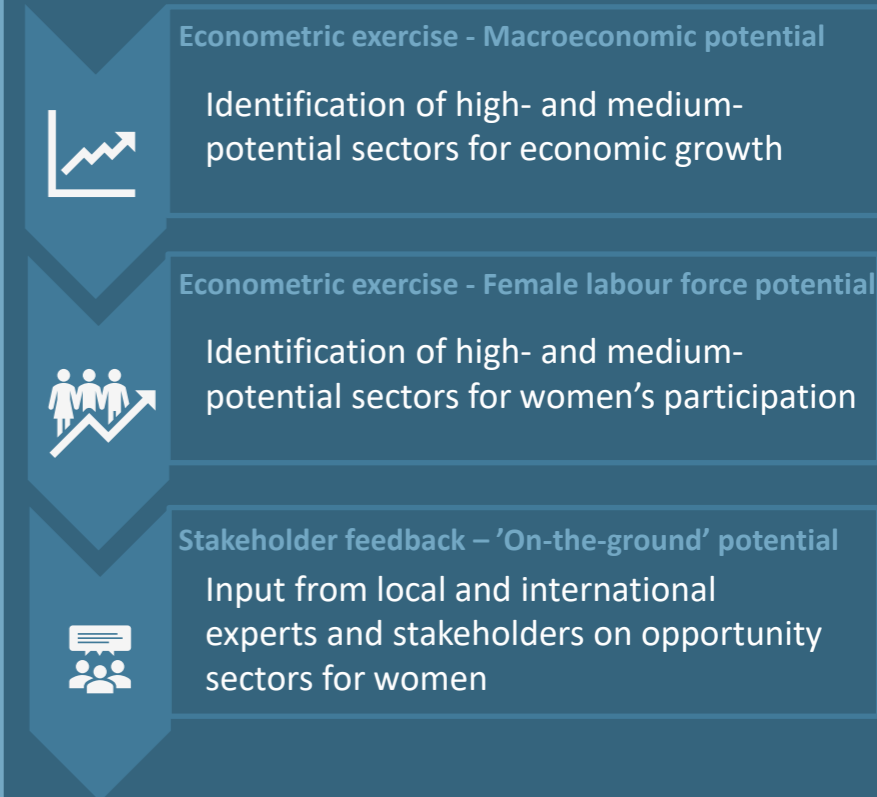 Econometric exercise - Macroeconomic potential
Identification of high- and medium-
potential sectors for economic growth
Econometric exercise - Female labour force potential
Identification of high- and medium-
potential sectors for women’s participation
Stakeholder feedback – ’On-the-ground’ potential
Input from local and international
experts and stakeholders on opportunity
sectors for women